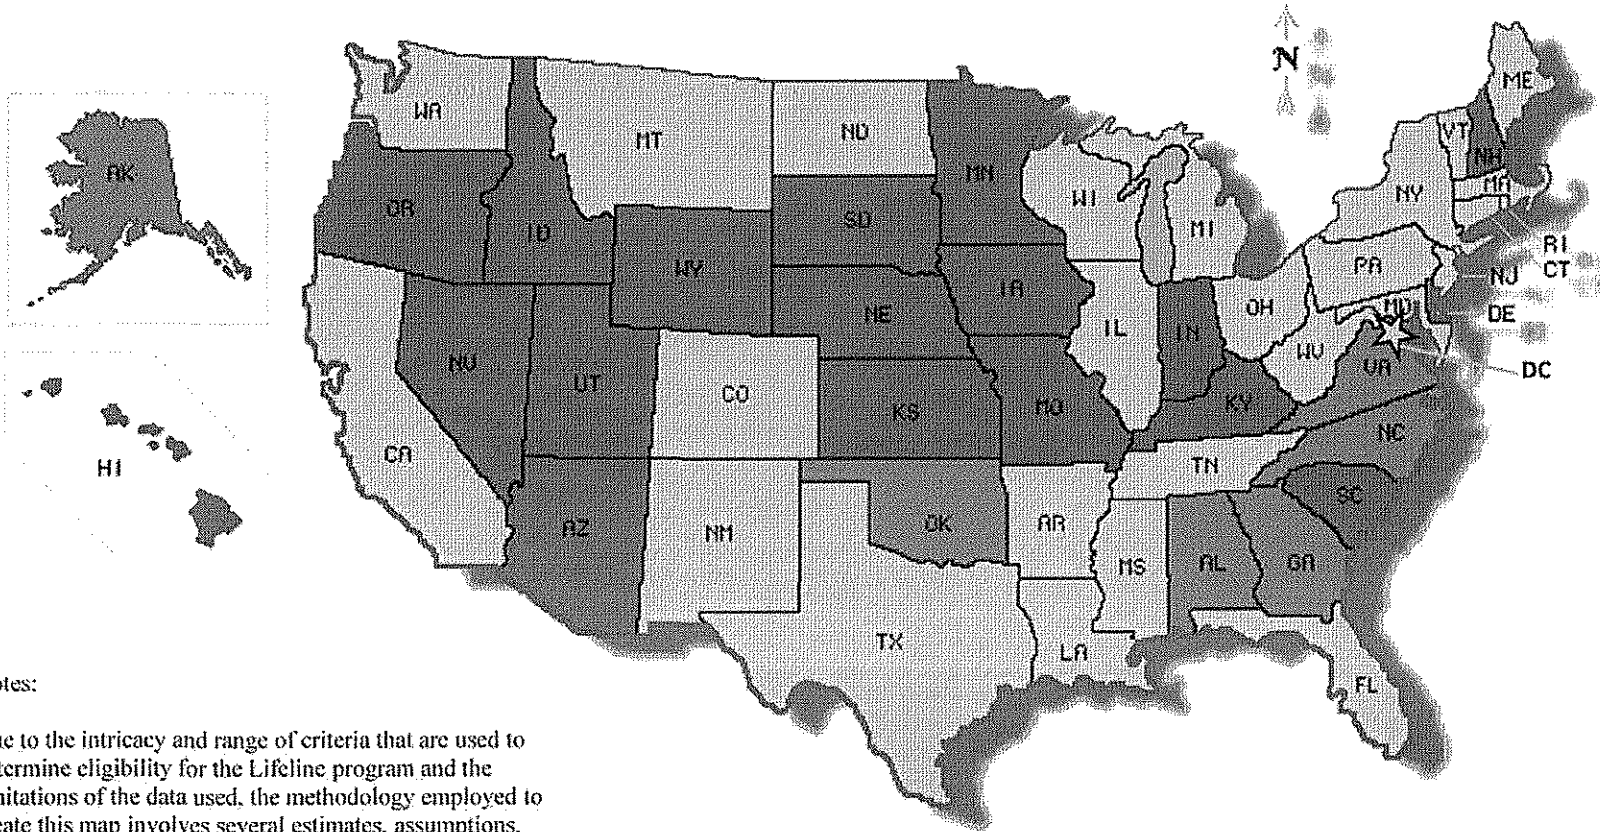 N
ME
WA
MT
ND
VT
NH
MN
AK
OR
ID
SD
WI
MI
NY
MA
RI
CT
WY
PA
NJ
IA
NE
OH
MD
DE
IL
IN
WV
NV
UT
CO
VA
DC
KS
MO
KY
NC
CA
HI
TN
SC
AZ
NM
OK
AR
MS
AL
GA
TX
LA
FL
otes:
e to the intricacy and range of criteria that are used to
termine eligibility for the Lifeline program and the
nitations of the data used, the methodology employed to
eate this map involves several estimates, assumptions,